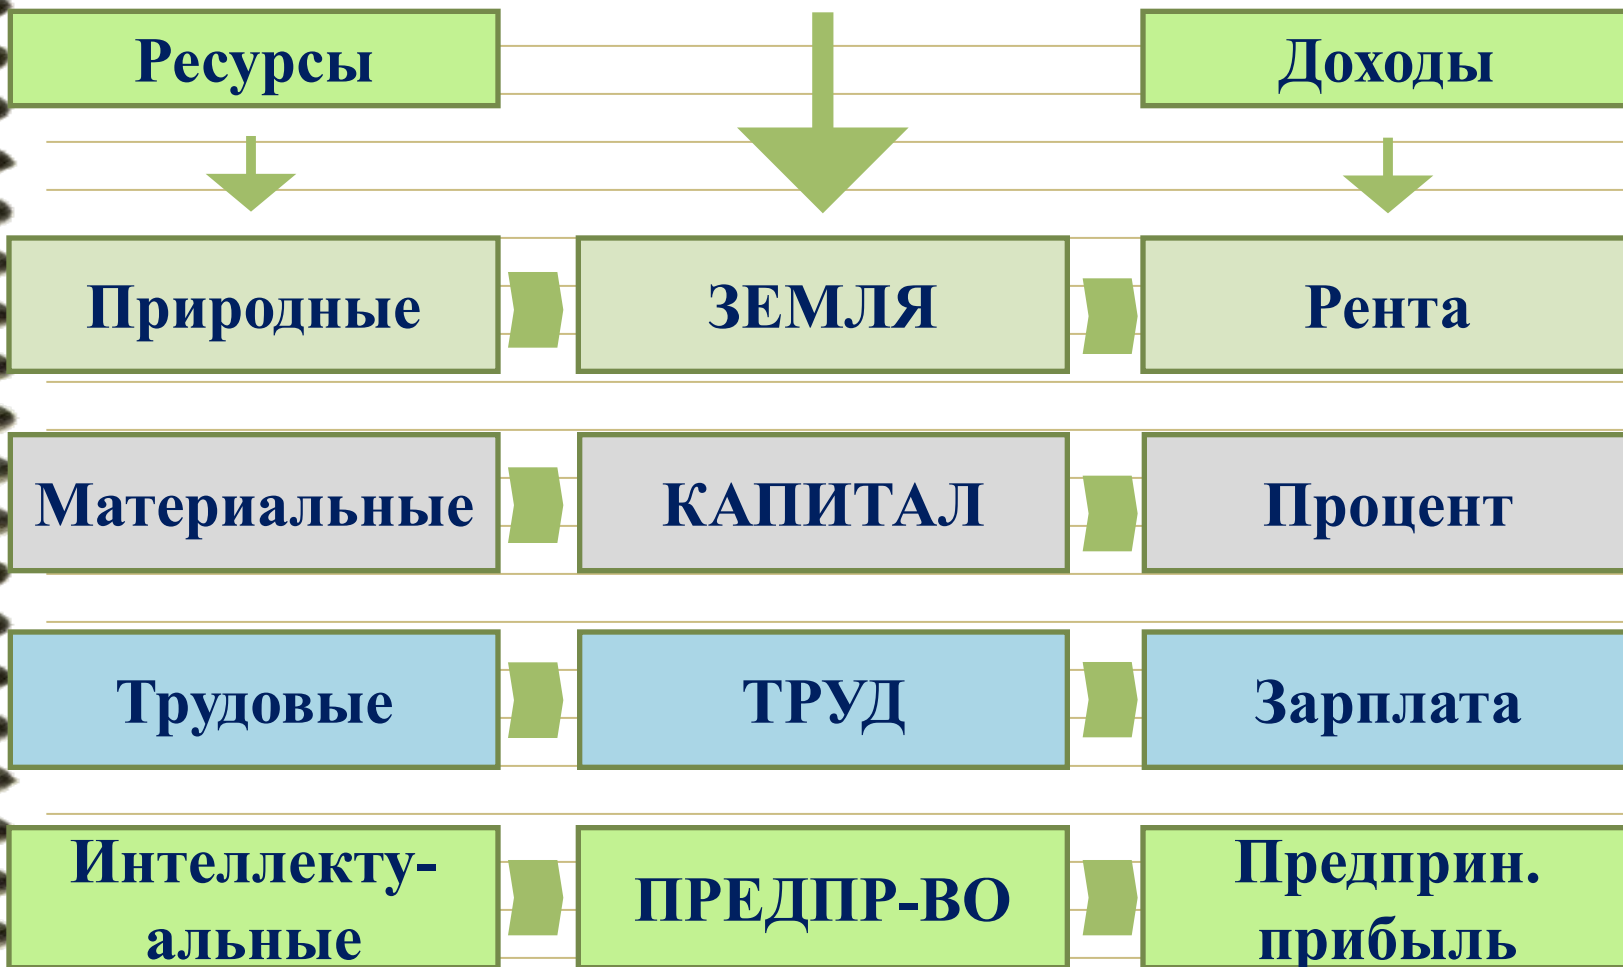 Ресурсы
Доходы
Природные
ЗЕМЛЯ
Рента
Материальные
КАПИТАЛ
Процент
Трудовые
ТРУД
Зарплата
Интеллекту-
альные
ПРЕДПР-ВО
Предприн.
прибыль